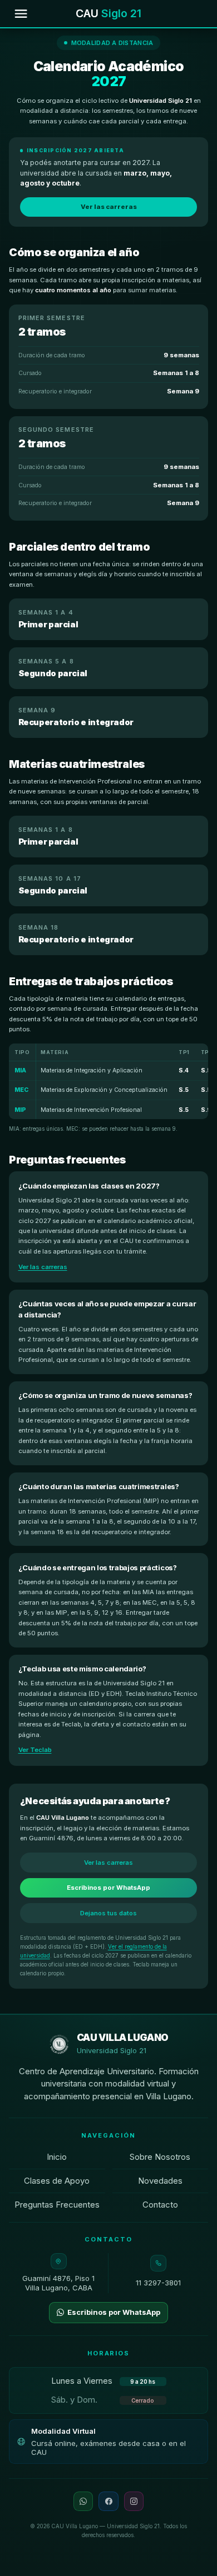 CAU Siglo 21
MODALIDAD A DISTANCIA
Calendario Académico
2027
Cómo se organiza el ciclo lectivo de Universidad Siglo 21 en
modalidad a distancia: los semestres, los tramos de nueve
semanas y cuándo cae cada parcial y cada entrega.
INSCRIPCIÓN 2027 ABIERTA
Ya podés anotarte para cursar en 2027. La
universidad abre la cursada en marzo, mayo,
agosto y octubre.
Ver las carreras
Cómo se organiza el año
El año se divide en dos semestres y cada uno en 2 tramos de 9
semanas. Cada tramo abre su propia inscripción a materias, así
que hay cuatro momentos al año para sumar materias.
PRIMER SEMESTRE
2 tramos
Duración de cada tramo 9 semanas
Cursado Semanas 1 a 8
Recuperatorio e integrador Semana 9
SEGUNDO SEMESTRE
2 tramos
Duración de cada tramo 9 semanas
Cursado Semanas 1 a 8
Recuperatorio e integrador Semana 9
Parciales dentro del tramo
Los parciales no tienen una fecha única: se rinden dentro de una
ventana de semanas y elegís día y horario cuando te inscribís al
examen.
SEMANAS 1 A 4
Primer parcial
SEMANAS 5 A 8
Segundo parcial
SEMANA 9
Recuperatorio e integrador
Materias cuatrimestrales
Las materias de Intervención Profesional no entran en un tramo
de nueve semanas: se cursan a lo largo de todo el semestre, 18
semanas, con sus propias ventanas de parcial.
SEMANAS 1 A 8
Primer parcial
SEMANAS 10 A 17
Segundo parcial
SEMANA 18
Recuperatorio e integrador
Entregas de trabajos prácticos
Cada tipología de materia tiene su calendario de entregas,
contado por semana de cursado. Entregar después de la fecha
descuenta 5% de la nota del trabajo por día, con un tope de 50
puntos.
TIPO MATERIA TP1
MIA Materias de Integración y Aplicación S.4
MEC Materias de Exploración y Conceptualización S.5
MIP Materias de Intervención Profesional S.5
MIA: entregas únicas. MEC: se pueden rehacer hasta la semana 9.
Preguntas frecuentes
¿Cuándo empiezan las clases en 2027?
Universidad Siglo 21 abre la cursada varias veces al año:
marzo, mayo, agosto y octubre. Las fechas exactas del
ciclo 2027 se publican en el calendario académico oficial,
que la universidad difunde antes del inicio de clases. La
inscripción ya está abierta y en el CAU te confirmamos a
cuál de las aperturas llegás con tu trámite.
Ver las carreras
¿Cuántas veces al año se puede empezar a cursar
a distancia?
Cuatro veces. El año se divide en dos semestres y cada uno
en 2 tramos de 9 semanas, así que hay cuatro aperturas de
cursada. Aparte están las materias de Intervención
Profesional, que se cursan a lo largo de todo el semestre.
¿Cómo se organiza un tramo de nueve semanas?
Las primeras ocho semanas son de cursada y la novena es
la de recuperatorio e integrador. El primer parcial se rinde
entre la semana 1 y la 4, y el segundo entre la 5 y la 8:
dentro de esas ventanas elegís la fecha y la franja horaria
cuando te inscribís al parcial.
¿Cuánto duran las materias cuatrimestrales?
Las materias de Intervención Profesional (MIP) no entran en
un tramo: duran 18 semanas, todo el semestre. Ahí el primer
parcial va de la semana 1 a la 8, el segundo de la 10 a la 17,
y la semana 18 es la del recuperatorio e integrador.
¿Cuándo se entregan los trabajos prácticos?
Depende de la tipología de la materia y se cuenta por
semana de cursada, no por fecha: en las MIA las entregas
cierran en las semanas 4, 5, 7 y 8; en las MEC, en la 5, 5, 8
y 8; y en las MIP, en la 5, 9, 12 y 16. Entregar tarde
descuenta un 5% de la nota del trabajo por día, con un tope
de 50 puntos.
¿Teclab usa este mismo calendario?
No. Esta estructura es la de Universidad Siglo 21 en
modalidad a distancia (ED y EDH). Teclab Instituto Técnico
Superior maneja un calendario distinto, con sus propias
fechas de inicio y de inscripción. Si la carrera que te
interesa es de Teclab, la oferta y el contacto están en su
página.
Ver Teclab
¿Necesitás ayuda para anotarte?
En el CAU Villa Lugano te acompañamos con la
inscripción, el legajo y la elección de materias. Estamos
en Guaminí 4876, de lunes a viernes de 8:00 a 20:00.
Ver las carreras
Escribinos por WhatsApp
Dejanos tus datos
Estructura tomada del reglamento de Universidad Siglo 21 para
modalidad a distancia (ED + EDH). Ver el reglamento de la
universidad. Las fechas del ciclo 2027 se publican en el calendario
académico oficial antes del inicio de clases. Teclab maneja un
calendario propio.
CAU VILLA LUGANO
Universidad Siglo 21
Centro de Aprendizaje Universitario. Formación
universitaria con modalidad virtual y
acompañamiento presencial en Villa Lugano.
NAVEGACIÓN
Inicio Sobre Nosotros
Clases de Apoyo Novedades
Preguntas Frecuentes Contacto
CONTACTO
Guaminí 4876, Piso 1
Villa Lugano, CABA
11 3297-3801
Escribinos por WhatsApp
HORARIOS
Lunes a Viernes 9 a 20 hs
Sáb. y Dom. Cerrado
Modalidad Virtual
Cursá online, exámenes desde casa o en el
CAU
© 2026 CAU Villa Lugano — Universidad Siglo 21. Todos los
derechos reservados.